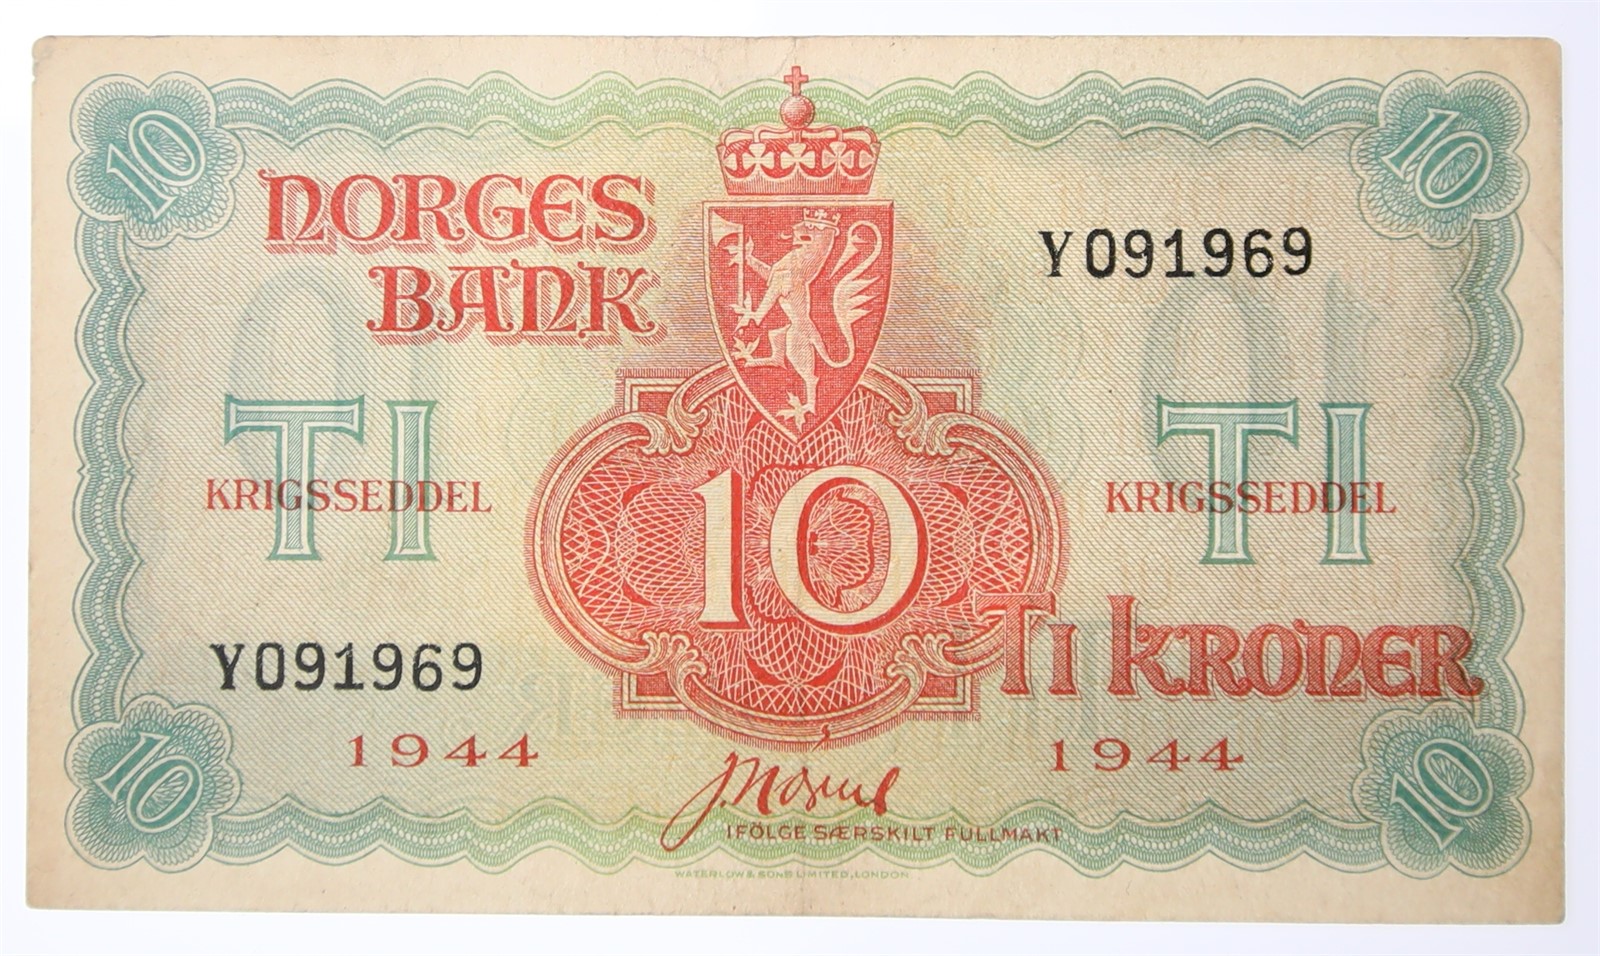 10
10
NORGES
BANK
Y091969
TI
TI
KRIGSSEDDEL
KRIGSSEDDEL
10
TI KRONER
Y091969
1944
1944
IFÖLGE SÆRSKILT FULLMAKT
10
10
WATERLOW & SONS LIMITED, LONDON